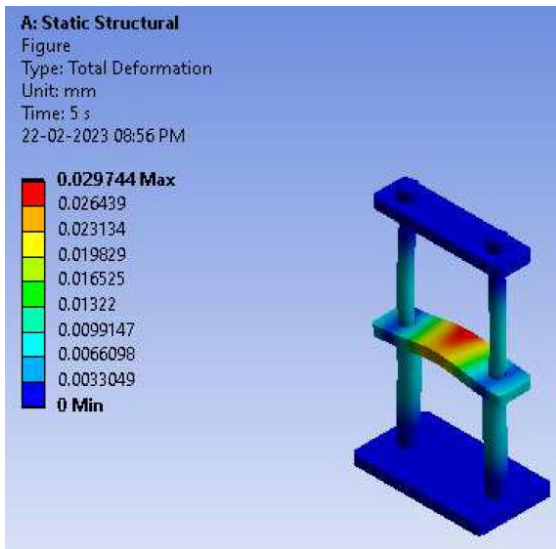 A: Static Structural
Figure
Type: Total Deformation
Unit: mm
Time: 5 s
22-02-2023 08:56 PM
0.029744 Max
0.026439
0.023134
0.019829
0.016525
0.01322
0.0099147
0.0066098
0.0033049
0 Min